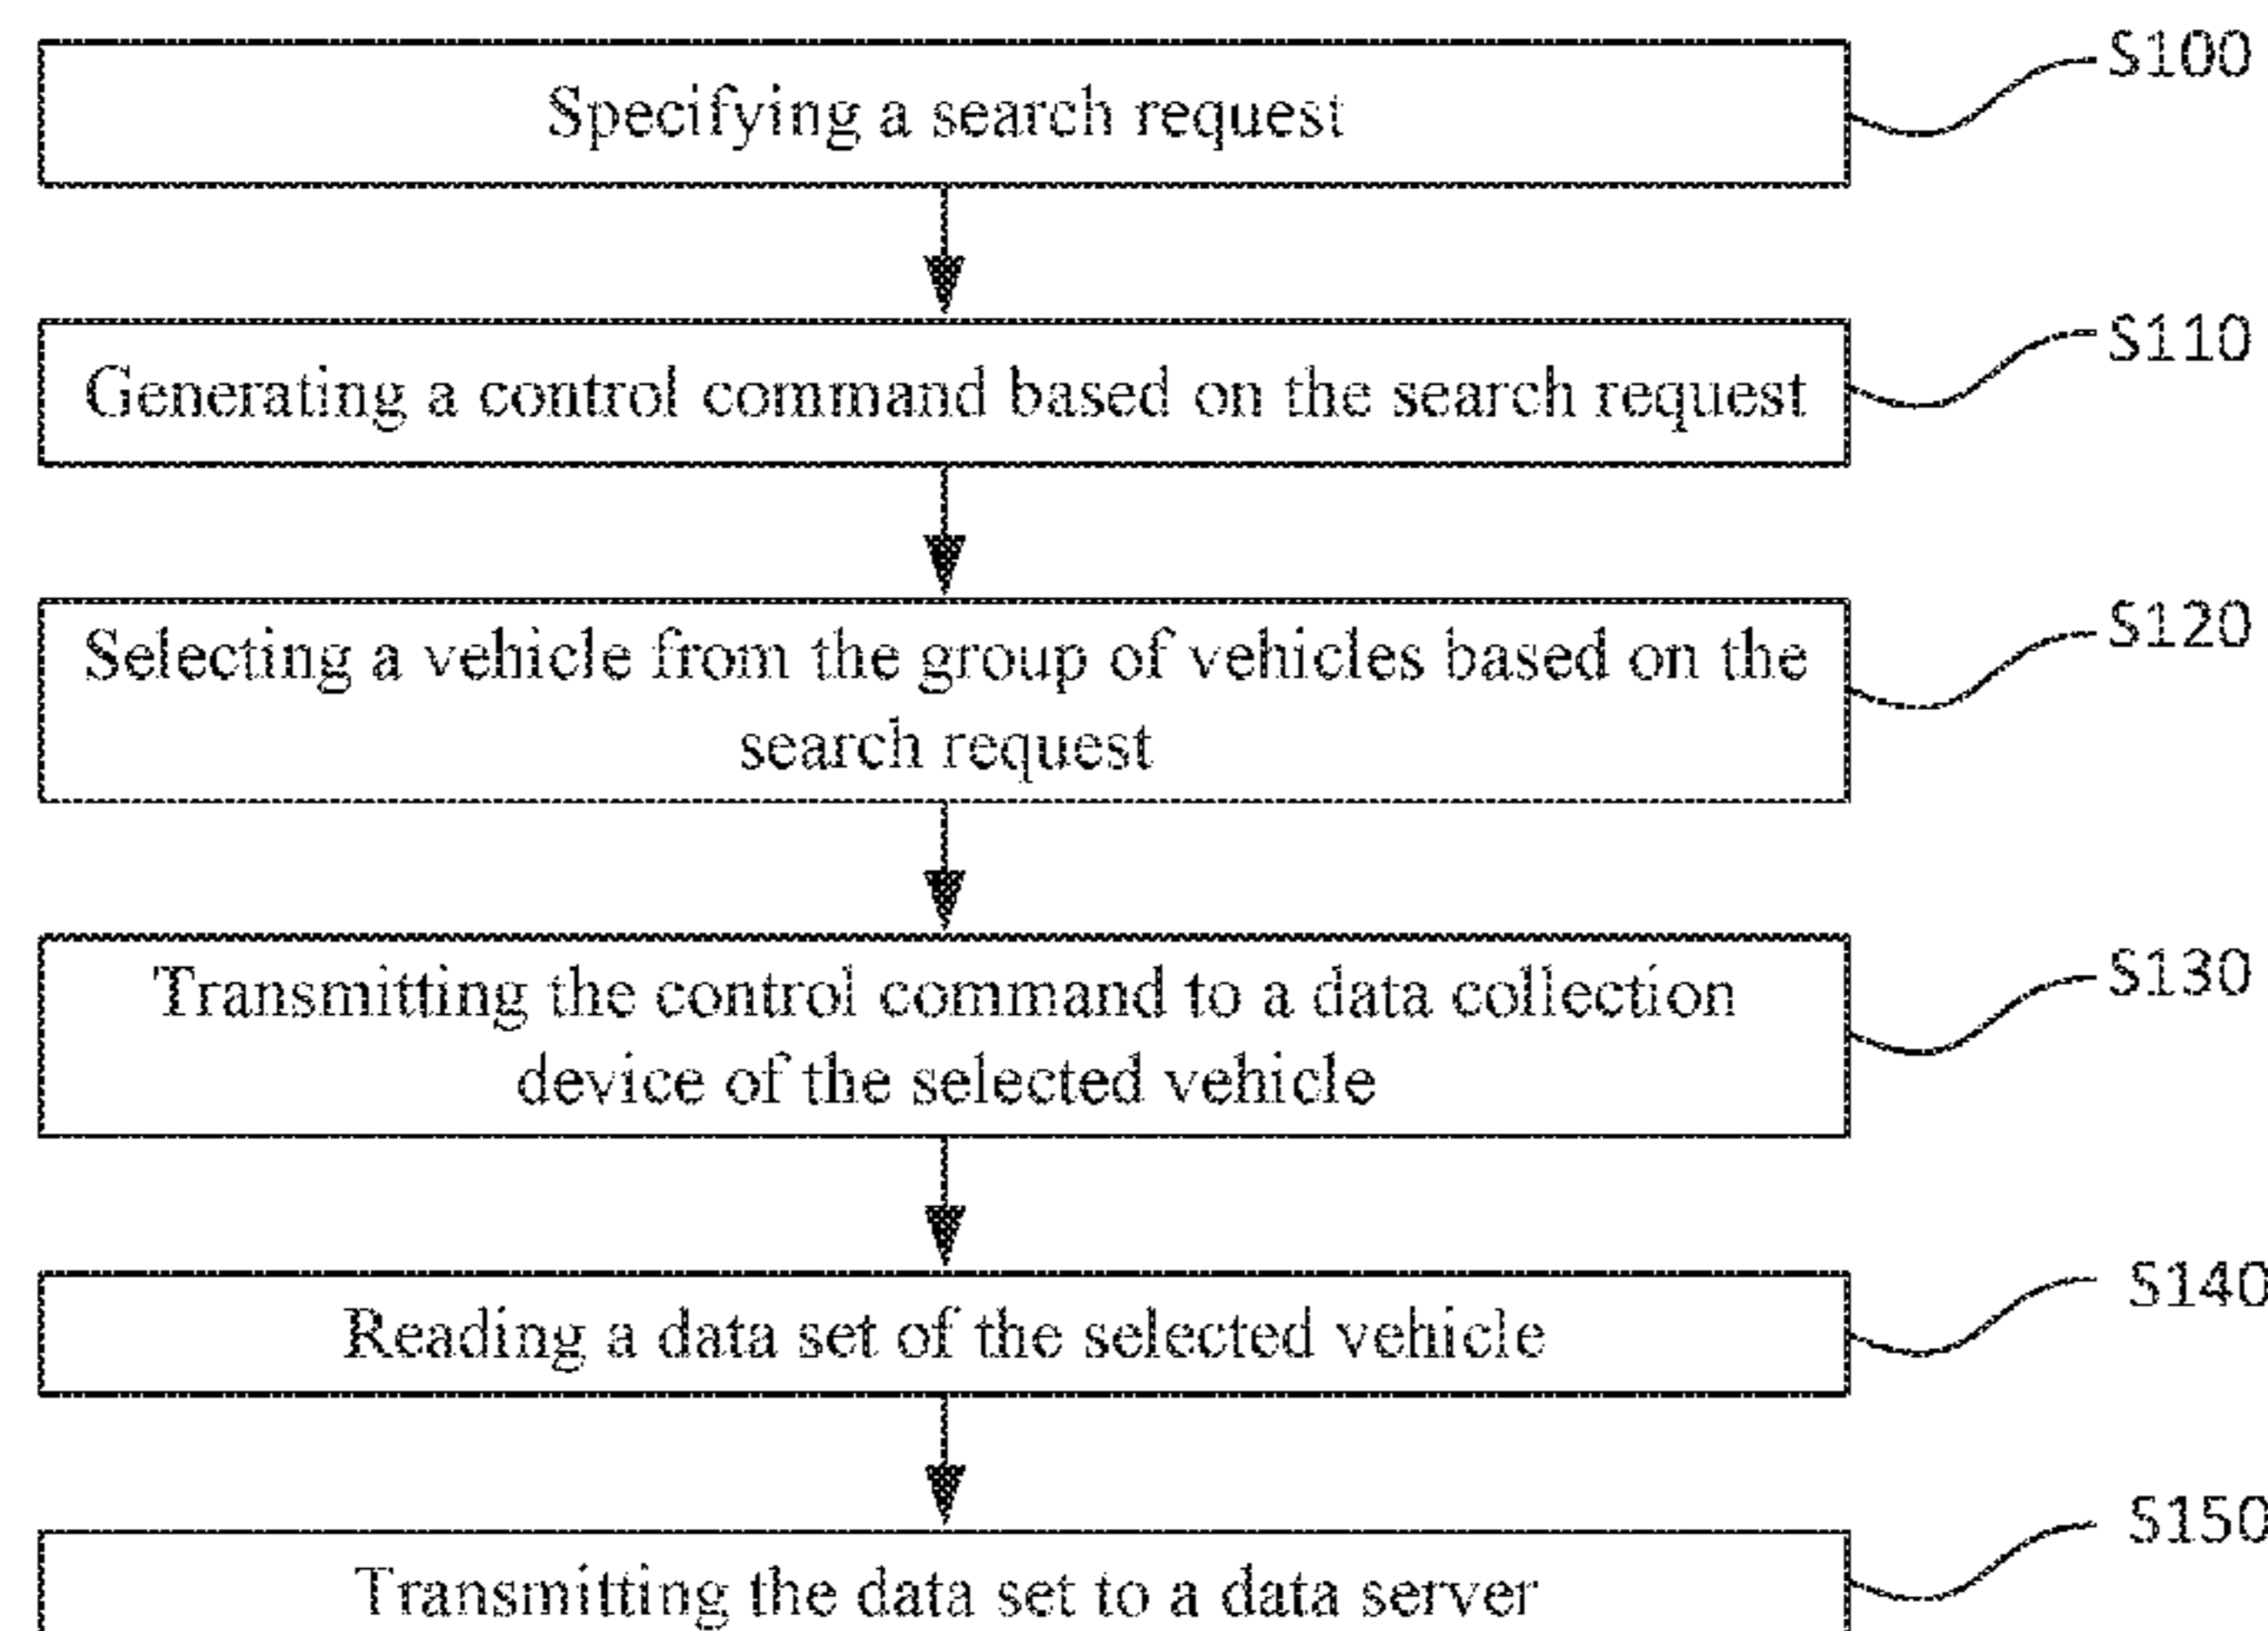 Specifying a search request
S100
Generating a control command based on the search request
S110
Selecting a vehicle from the group of vehicles based on the
search request
S120
Transmitting the control command to a data collection
device of the selected vehicle
S130
Reading a data set of the selected vehicle
S140
Transmitting the data set to a data server
S150